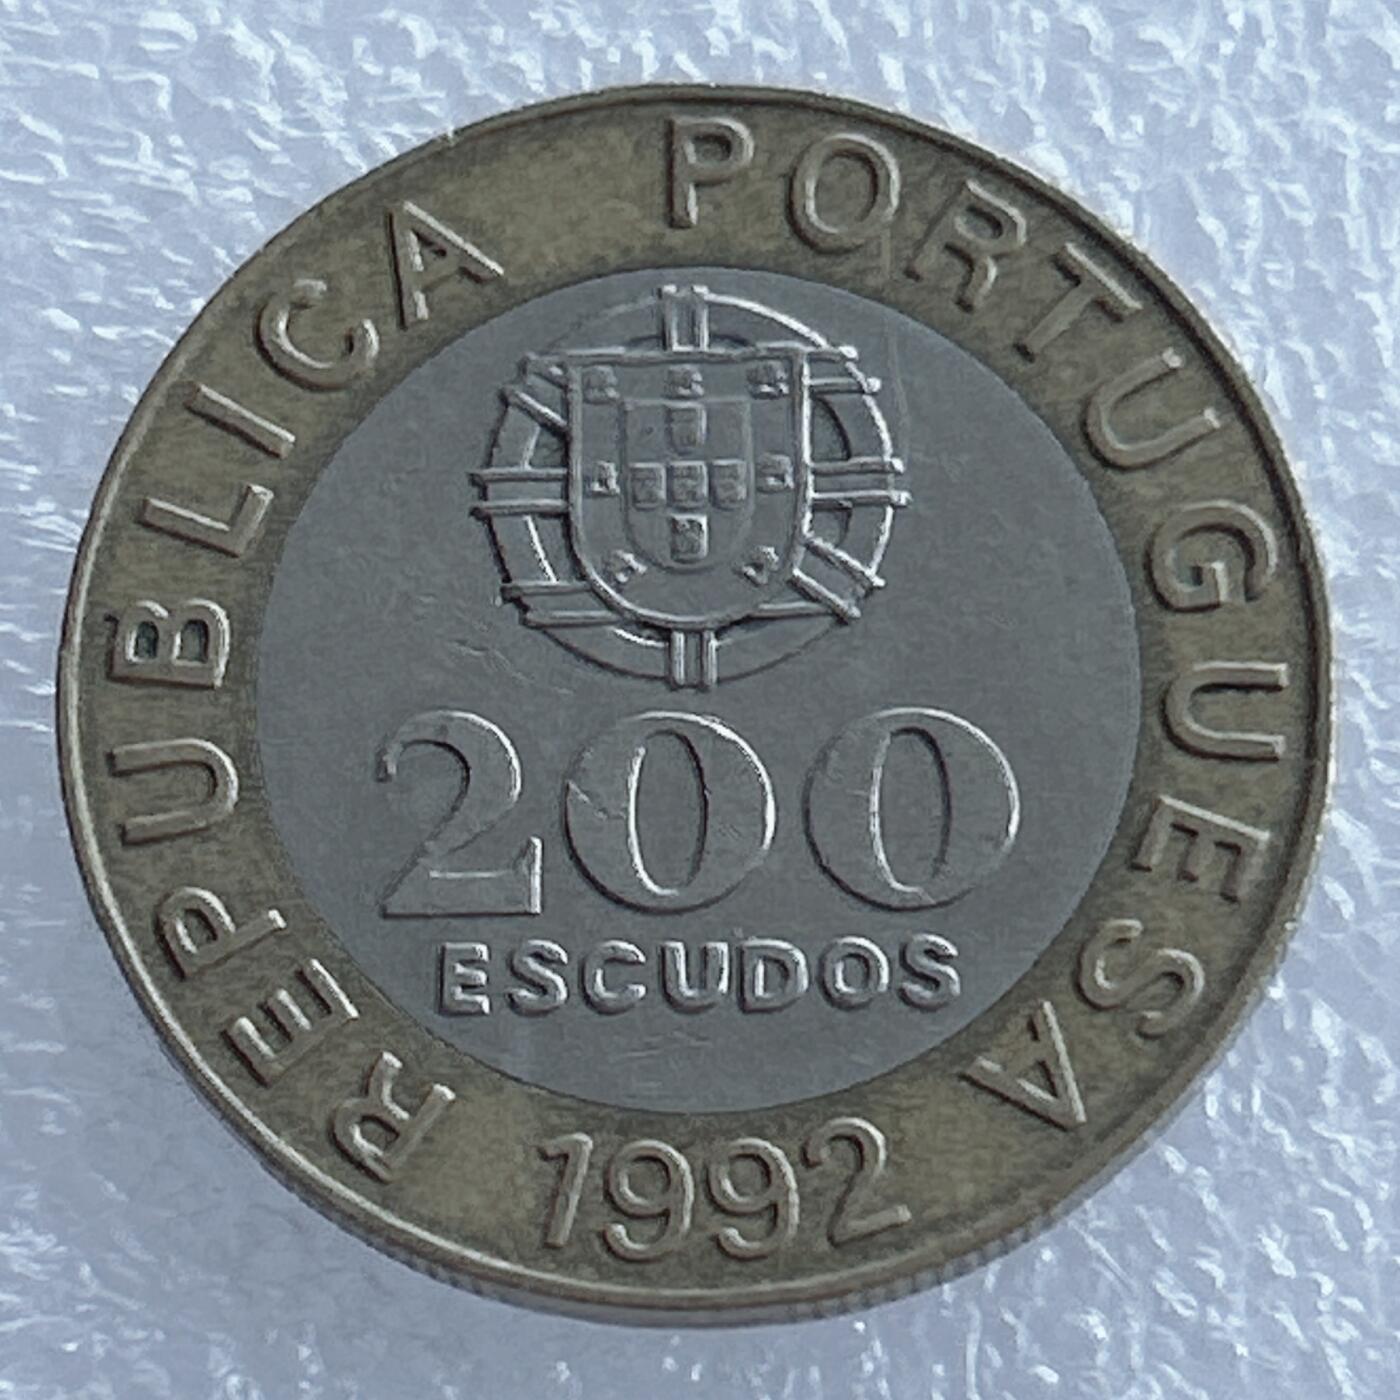 REPUBLICA PORTUGUESA
200
ESCUDOS
1992